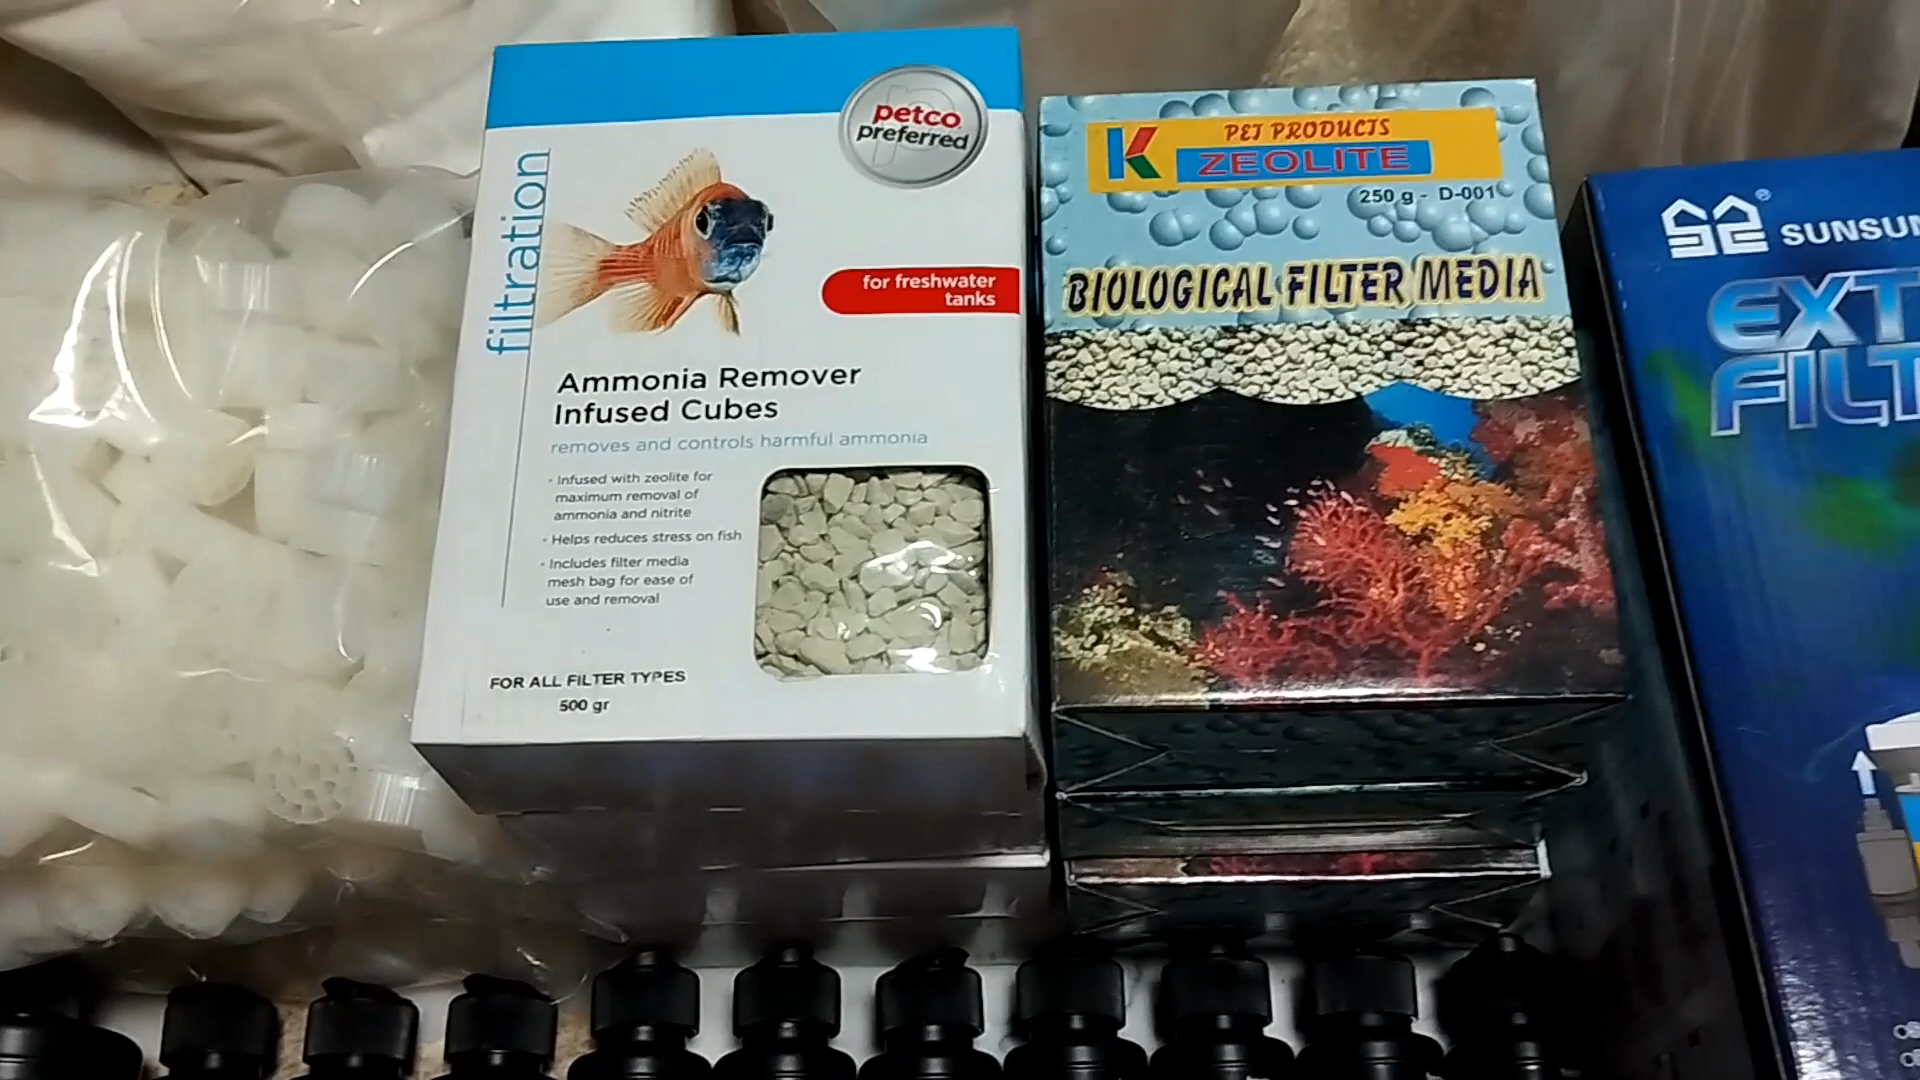 petco
preferred
filtration
for freshwater
tanks
Ammonia Remover
Infused Cubes
removes and controls harmful ammonia
- Infused with zeolite for
maximum removal of
ammonia and nitrite
- Helps reduces stress on fish
- Includes filter media
mesh bag for ease of
use and removal
FOR ALL FILTER TYPES
500 gr
K PET PRODUCTS
ZEOLITE
250 g - D-001
BIOLOGICAL FILTER MEDIA
SUNSUN
EXT
FILT